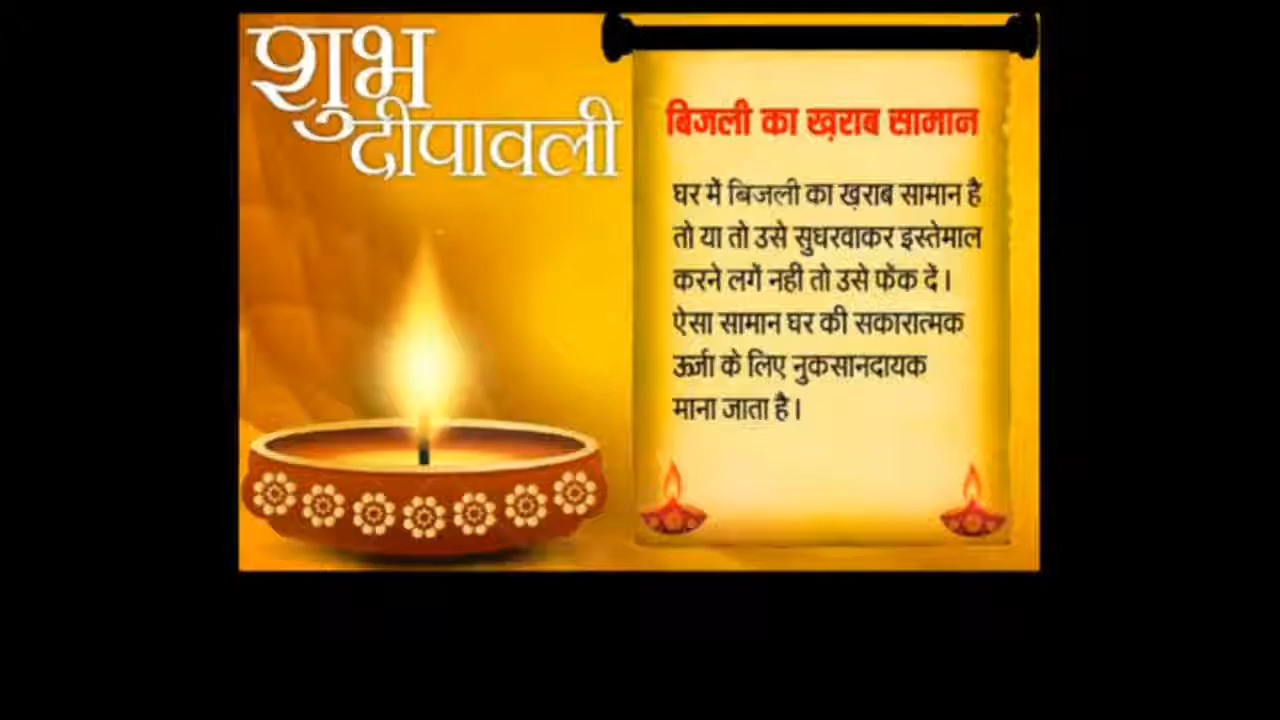 शुभ
दीपावली
बिजली का ख़राब सामान
घर में बिजली का ख़राब सामान है
तो या तो उसे सुधरवाकर इस्तेमाल
करने लगें नही तो उसे फेंक दें ।
ऐसा सामान घर की सकारात्मक
ऊर्जा के लिए नुकसानदायक
माना जाता है ।